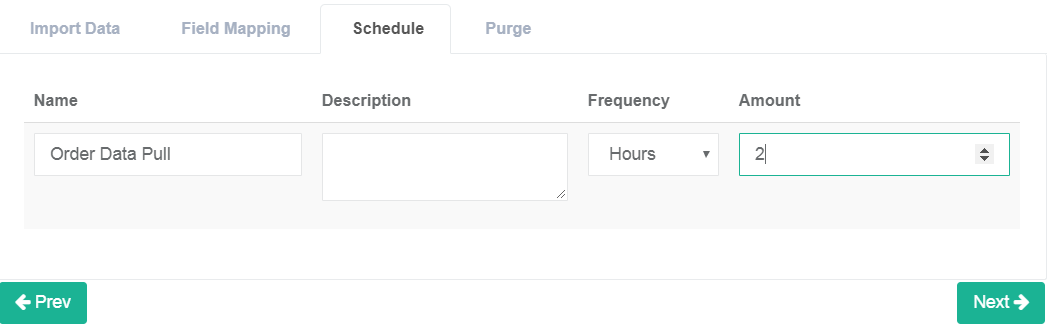 Import Data Field Mapping Schedule Purge
Name Description Frequency Amount
Order Data Pull Hours 2
Prev Next